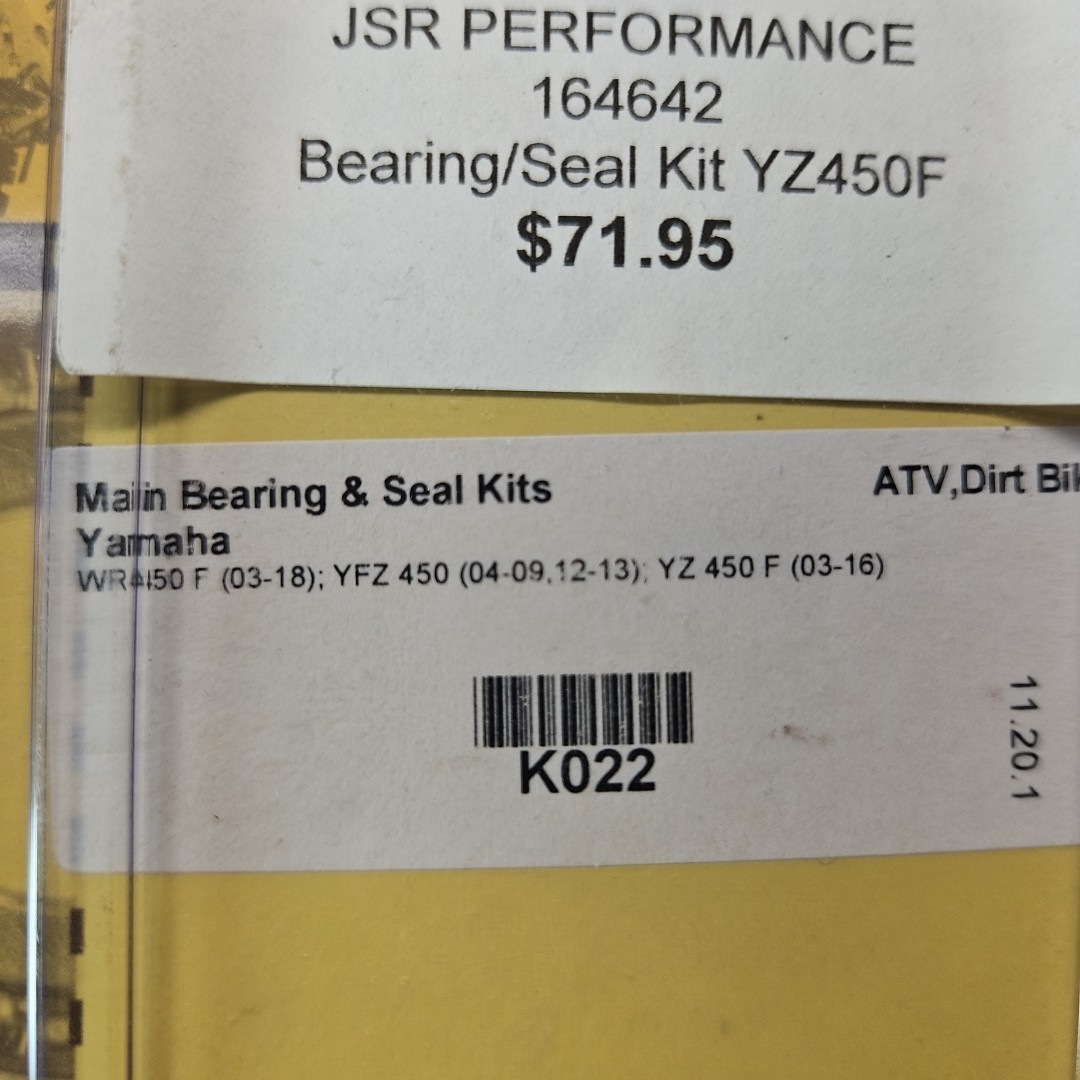 JSR PERFORMANCE
164642
Bearing/Seal Kit YZ450F
$71.95
Main Bearing & Seal Kits
ATV,Dirt Bik
Yamaha
WR450 F (03-18); YFZ 450 (04-09,12-13); YZ 450 F (03-16)
K022
11.20.1